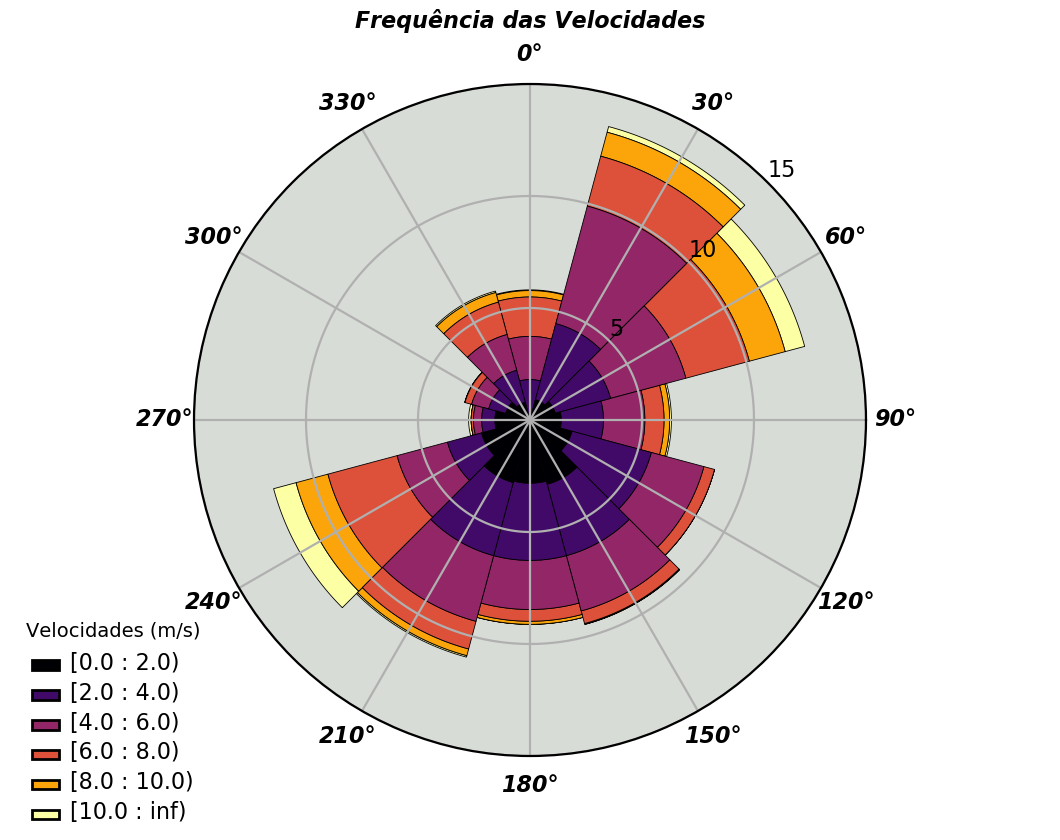 Frequência das Velocidades
0°
330°
30°
15
300°
60°
10
5
270°
90°
240°
120°
210°
150°
180°
Velocidades (m/s)
[0.0 : 2.0)
[2.0 : 4.0)
[4.0 : 6.0)
[6.0 : 8.0)
[8.0 : 10.0)
[10.0 : inf)